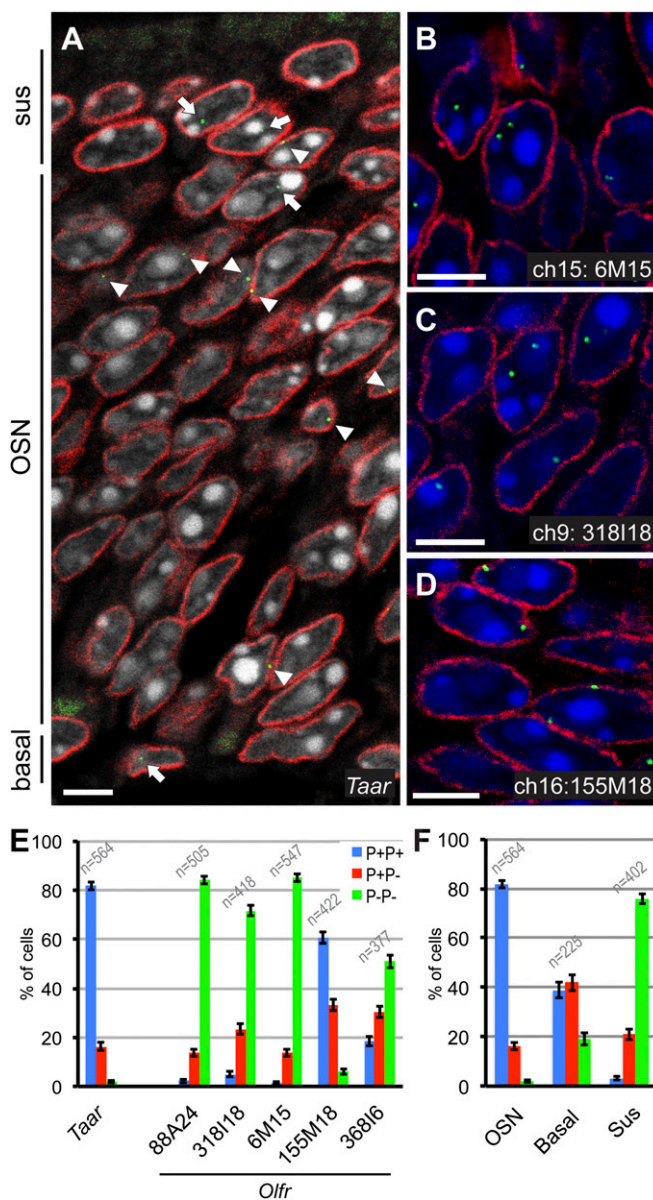 A
sus
OSN
basal
Taar
B
ch15: 6M15
C
ch9: 318I18
D
ch16:155M18
E
% of cells
100
80
60
40
20
0
n=564
n=505
n=418
n=547
n=422
n=377
P+P+
P+P-
P-P-
Taar
88A24
318I18
6M15
155M18
368I6
Olfr
F
% of cells
100
80
60
40
20
0
n=564
n=225
n=402
OSN
Basal
Sus